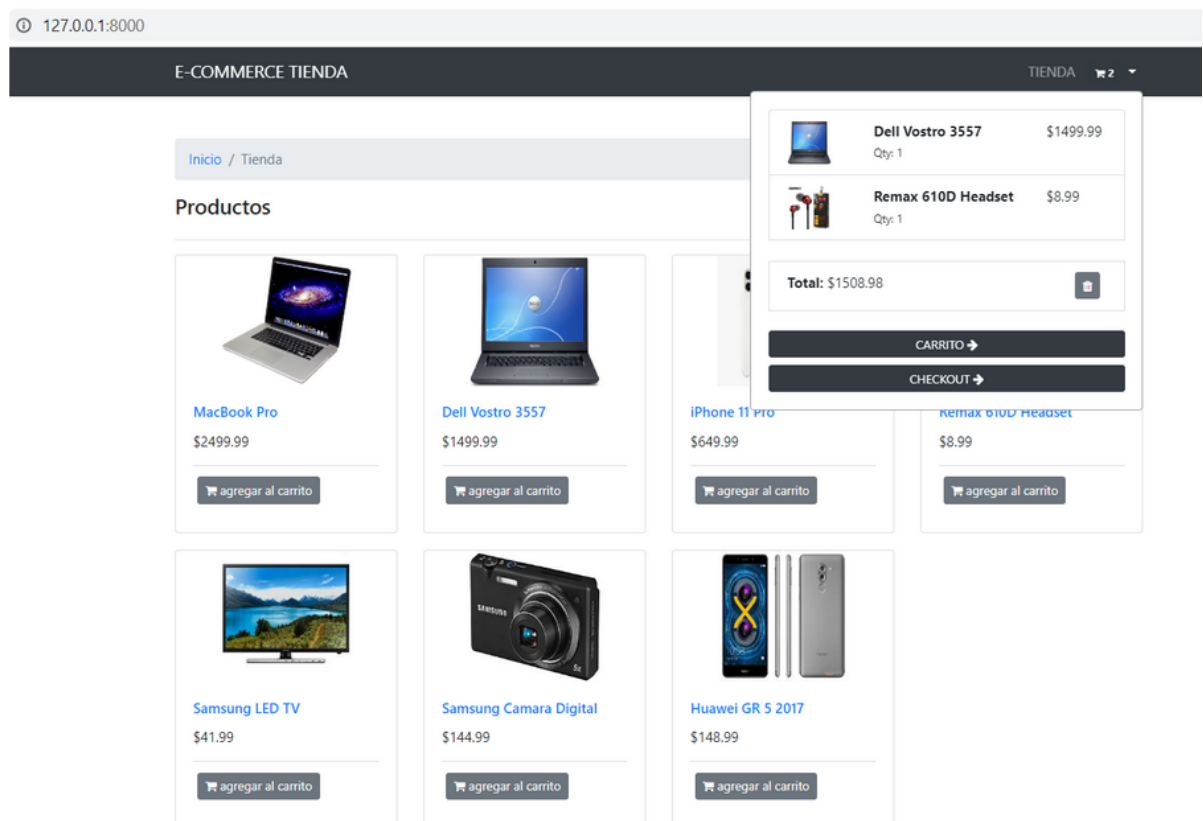 127.0.0.1:8000
E-COMMERCE TIENDA
TIENDA 2
Dell Vostro 3557 $1499.99
Qty: 1
Remax 610D Headset $8.99
Qty: 1
Total: $1508.98
CARRITO
CHECKOUT
Inicio / Tienda
Productos
MacBook Pro
$2499.99
agregar al carrito
Dell Vostro 3557
$1499.99
agregar al carrito
iPhone 11 Pro
$649.99
agregar al carrito
Remax 610D Headset
$8.99
agregar al carrito
Samsung LED TV
$41.99
agregar al carrito
SAMSUNG
5x
Samsung Camara Digital
$144.99
agregar al carrito
Huawei GR 5 2017
$148.99
agregar al carrito